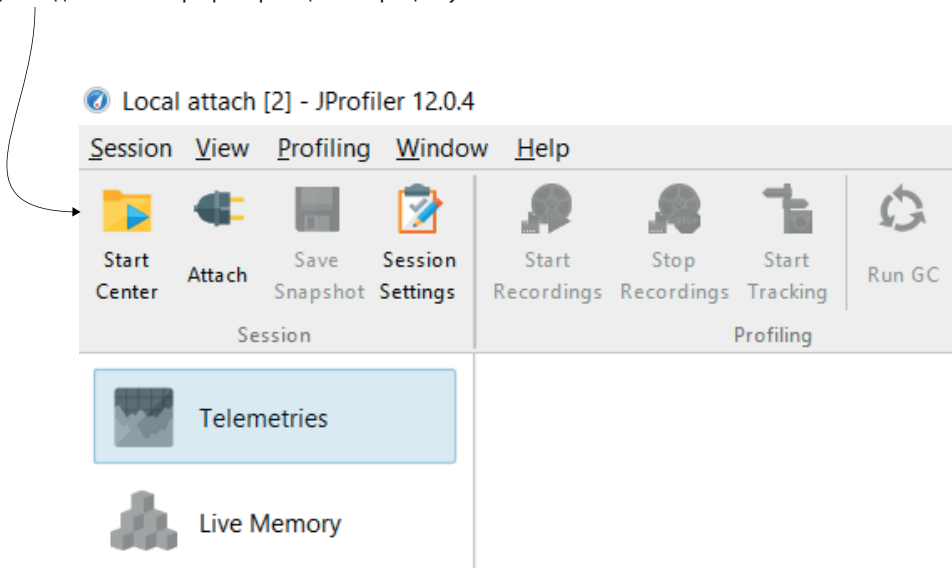 Local attach [2] - JProfiler 12.0.4
Session View Profiling Window Help
Start Center
Attach
Save Snapshot
Session Settings
Start Recordings
Stop Recordings
Start Tracking
Run GC
Session
Profiling
Telemetries
Live Memory